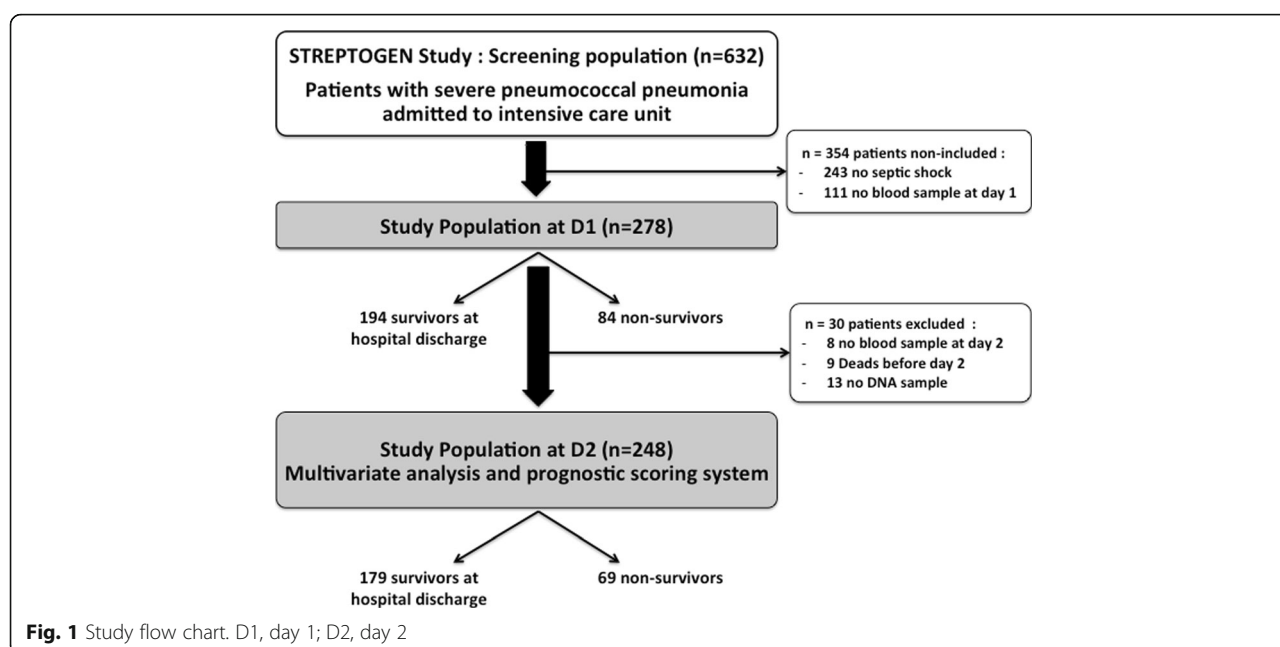 STREPTOGEN Study : Screening population (n=632)
Patients with severe pneumococcal pneumonia
admitted to intensive care unit
n = 354 patients non-included :
- 243 no septic shock
- 111 no blood sample at day 1
Study Population at D1 (n=278)
194 survivors at
hospital discharge
84 non-survivors
n = 30 patients excluded :
- 8 no blood sample at day 2
- 9 Deads before day 2
- 13 no DNA sample
Study Population at D2 (n=248)
Multivariate analysis and prognostic scoring system
179 survivors at
hospital discharge
69 non-survivors
Fig. 1 Study flow chart. D1, day 1; D2, day 2